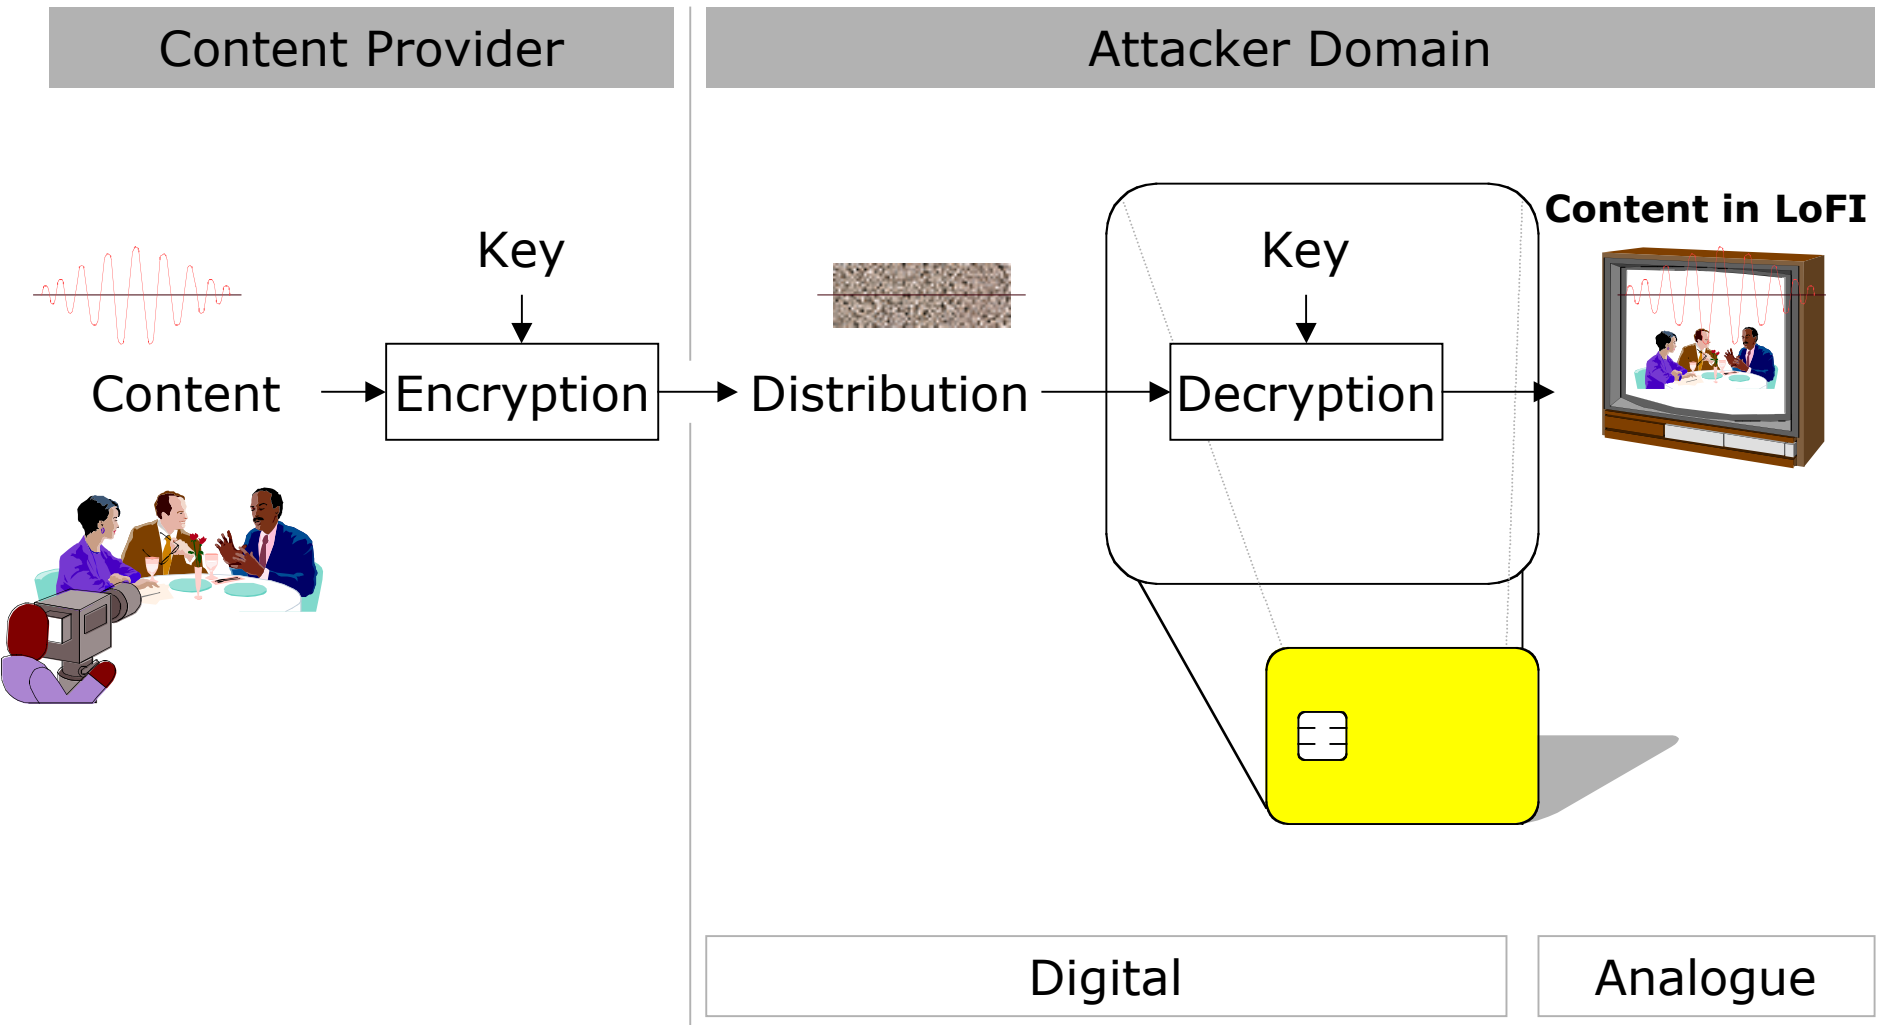 Content Provider
Attacker Domain
Content in LoFI
Key
Key
Content
Encryption
Distribution
Decryption
Digital
Analogue